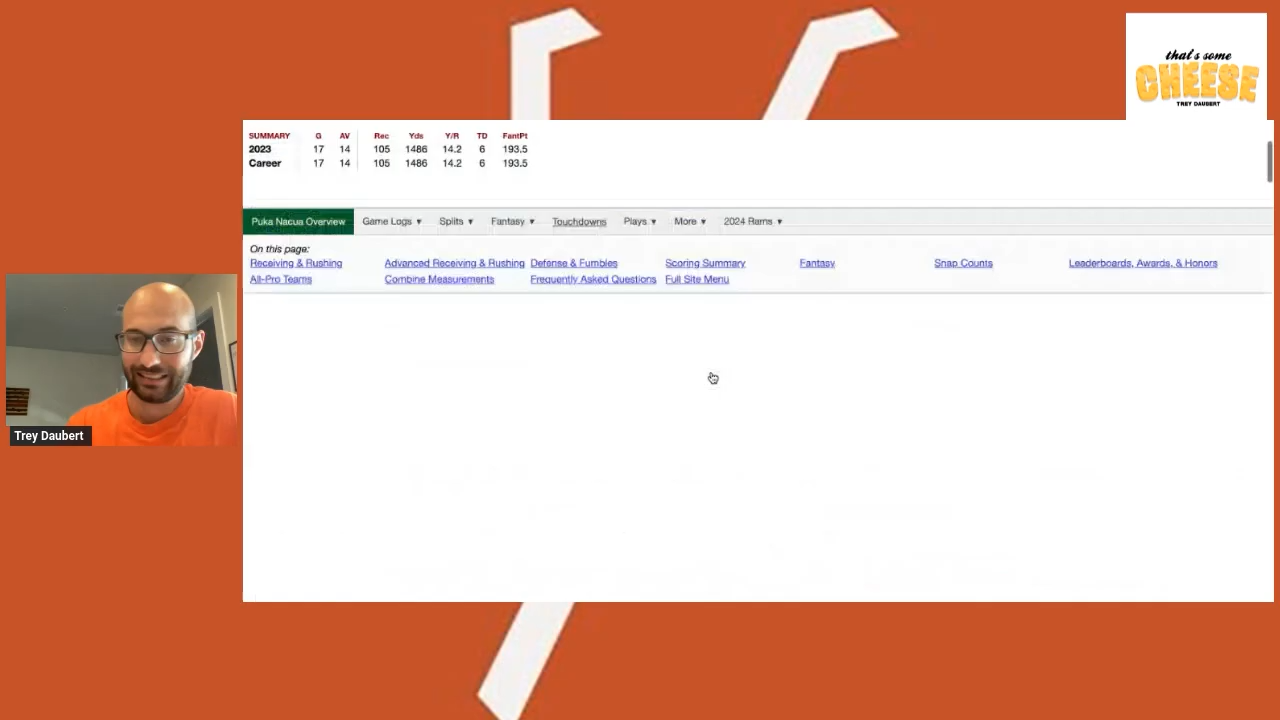 that's some
CHEESE
TREY DAUBERT
SUMMARY G AV Rec Yds Y/R TD FantPt
2023 17 14 105 1486 14.2 6 193.5
Career 17 14 105 1486 14.2 6 193.5
Puka Nacua Overview Game Logs ▼ Splits ▼ Fantasy ▼ Touchdowns Plays ▼ More ▼ 2024 Rams ▼
On this page:
Receiving & Rushing Advanced Receiving & Rushing Defense & Fumbles Scoring Summary Fantasy Snap Counts Leaderboards, Awards, & Honors
All-Pro Teams Combine Measurements Frequently Asked Questions Full Site Menu
Trey Daubert